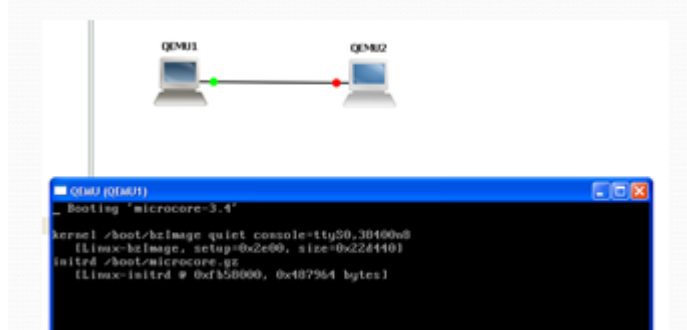 QEMU1
QEMU2
QEMU (QEMU1)
_ Booting 'microcore-3.4'
kernel /boot/bzImage quiet console=ttyS0,38400n8
[Linux-bzImage, setup=0x2e00, size=0x22d440]
initrd /boot/microcore.gz
[Linux-initrd @ 0xfb58000, 0x487964 bytes]